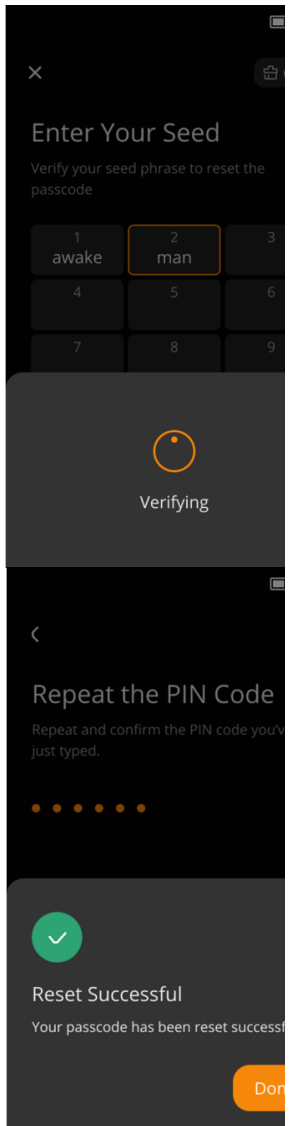 Enter Your Seed
Verify your seed phrase to reset the
passcode
1 2 3
awake man
4 5 6
7 8 9
Verifying
Repeat the PIN Code
Repeat and confirm the PIN code you'v
just typed.
Reset Successful
Your passcode has been reset successf
Don